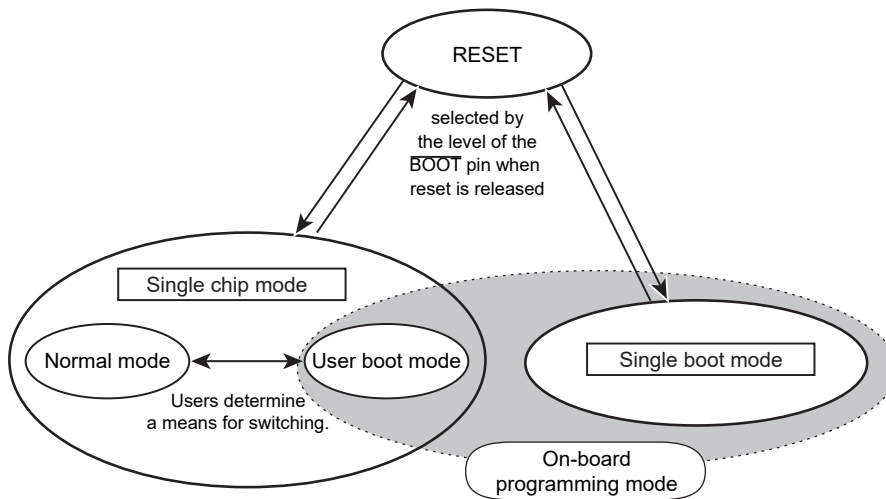 RESET
selected by
the level of the
BOOT pin when
reset is released
Single chip mode
Normal mode
User boot mode
Single boot mode
Users determine
a means for switching.
On-board
programming mode